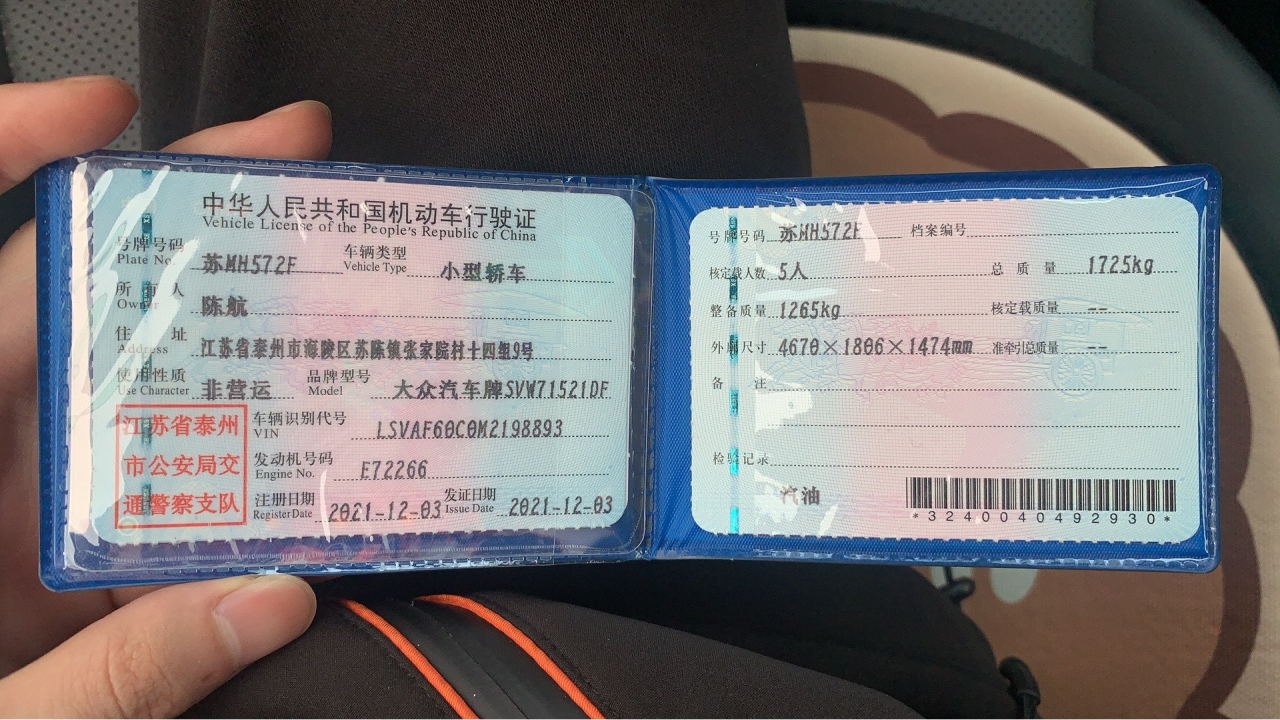 中华人民共和国机动车行驶证
Vehicle License of the People's Republic of China
号牌号码 苏MH572F 车辆类型 小型轿车
Plate No. Vehicle Type
所有人 陈航
Owner
住址 江苏省泰州市海陵区苏陈镇张家院村十四组9号
Address
使用性质 非营运 品牌型号 大众汽车牌SVW71521DF
Use Character Model
江苏省泰州
市公安局交
通警察支队
车辆识别代号 LSVAF60C0M2198893
VIN
发动机号码 E72266
Engine No.
注册日期 2021-12-03 发证日期 2021-12-03
Register Date Issue Date
号牌号码 苏MH572F 档案编号
核定载人数 5人 总质量 1725kg
整备质量 1265kg 核定载质量 --
外廓尺寸 4670×1806×1474mm 准牵引总质量 --
备注
检验记录
汽油
*3240040492930*